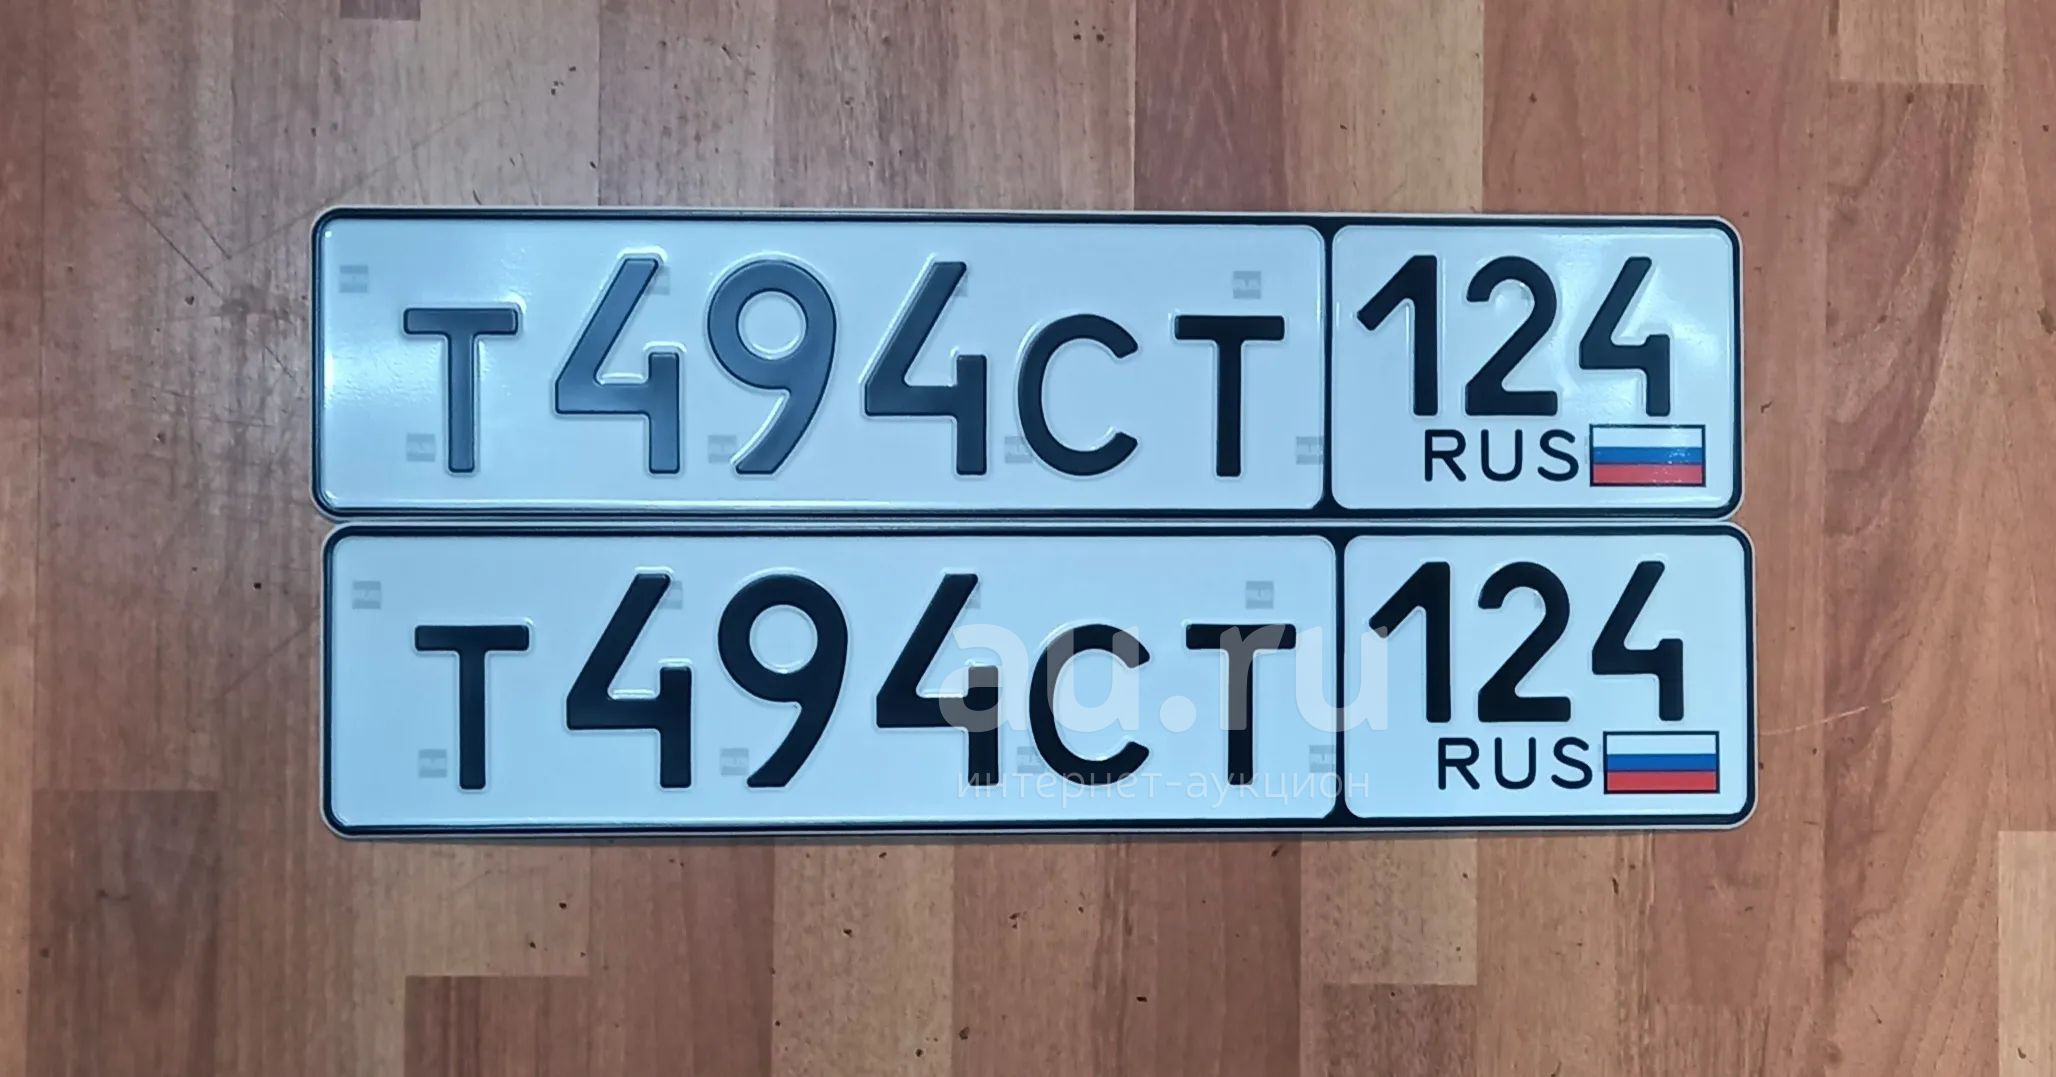 Т494СТ 124
RUS
Т494СТ 124
RUS
au.ru
интернет-аукцион